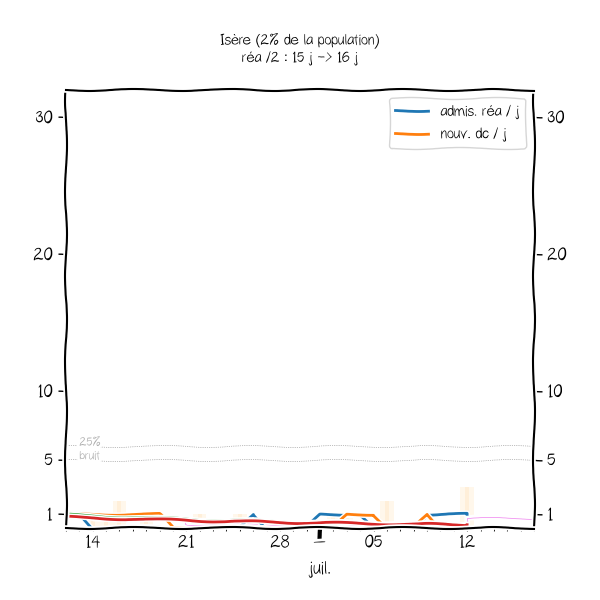 Isère (2% de la population)
réa /2 : 15 j -> 16 j
admis. réa / j
nouv. dc / j
30 30
20 20
10 10
25%
bruit
5 5
1 1
14 21 28 1 05 12
juil.